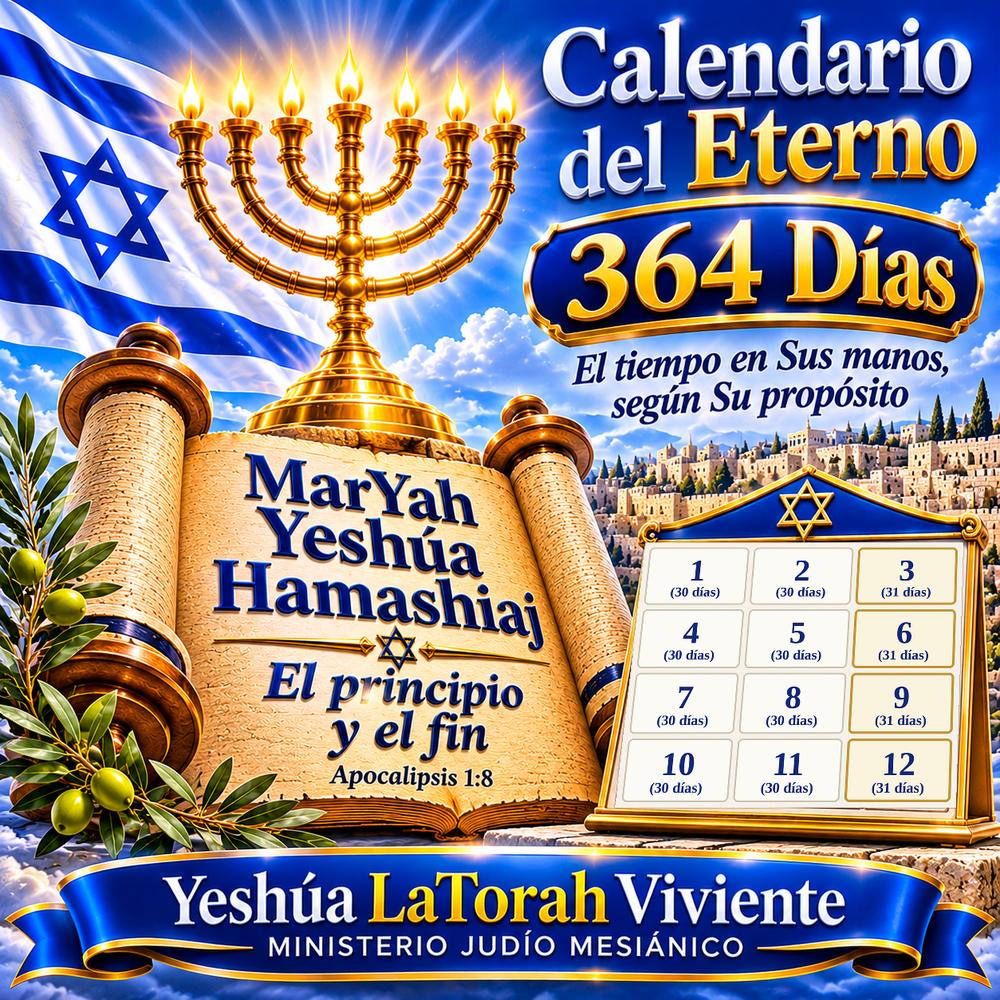 Calendario
del Eterno
364 Días
El tiempo en Sus manos,
según Su propósito
MarYah
Yeshúa
Hamashiaj
El principio
y el fin
Apocalipsis 1:8
1 2 3
(30 días) (30 días) (31 días)
4 5 6
(30 días) (30 días) (31 días)
7 8 9
(30 días) (30 días) (31 días)
10 11 12
(30 días) (30 días) (31 días)
Yeshúa LaTorah Viviente
MINISTERIO JUDÍO MESIÁNICO